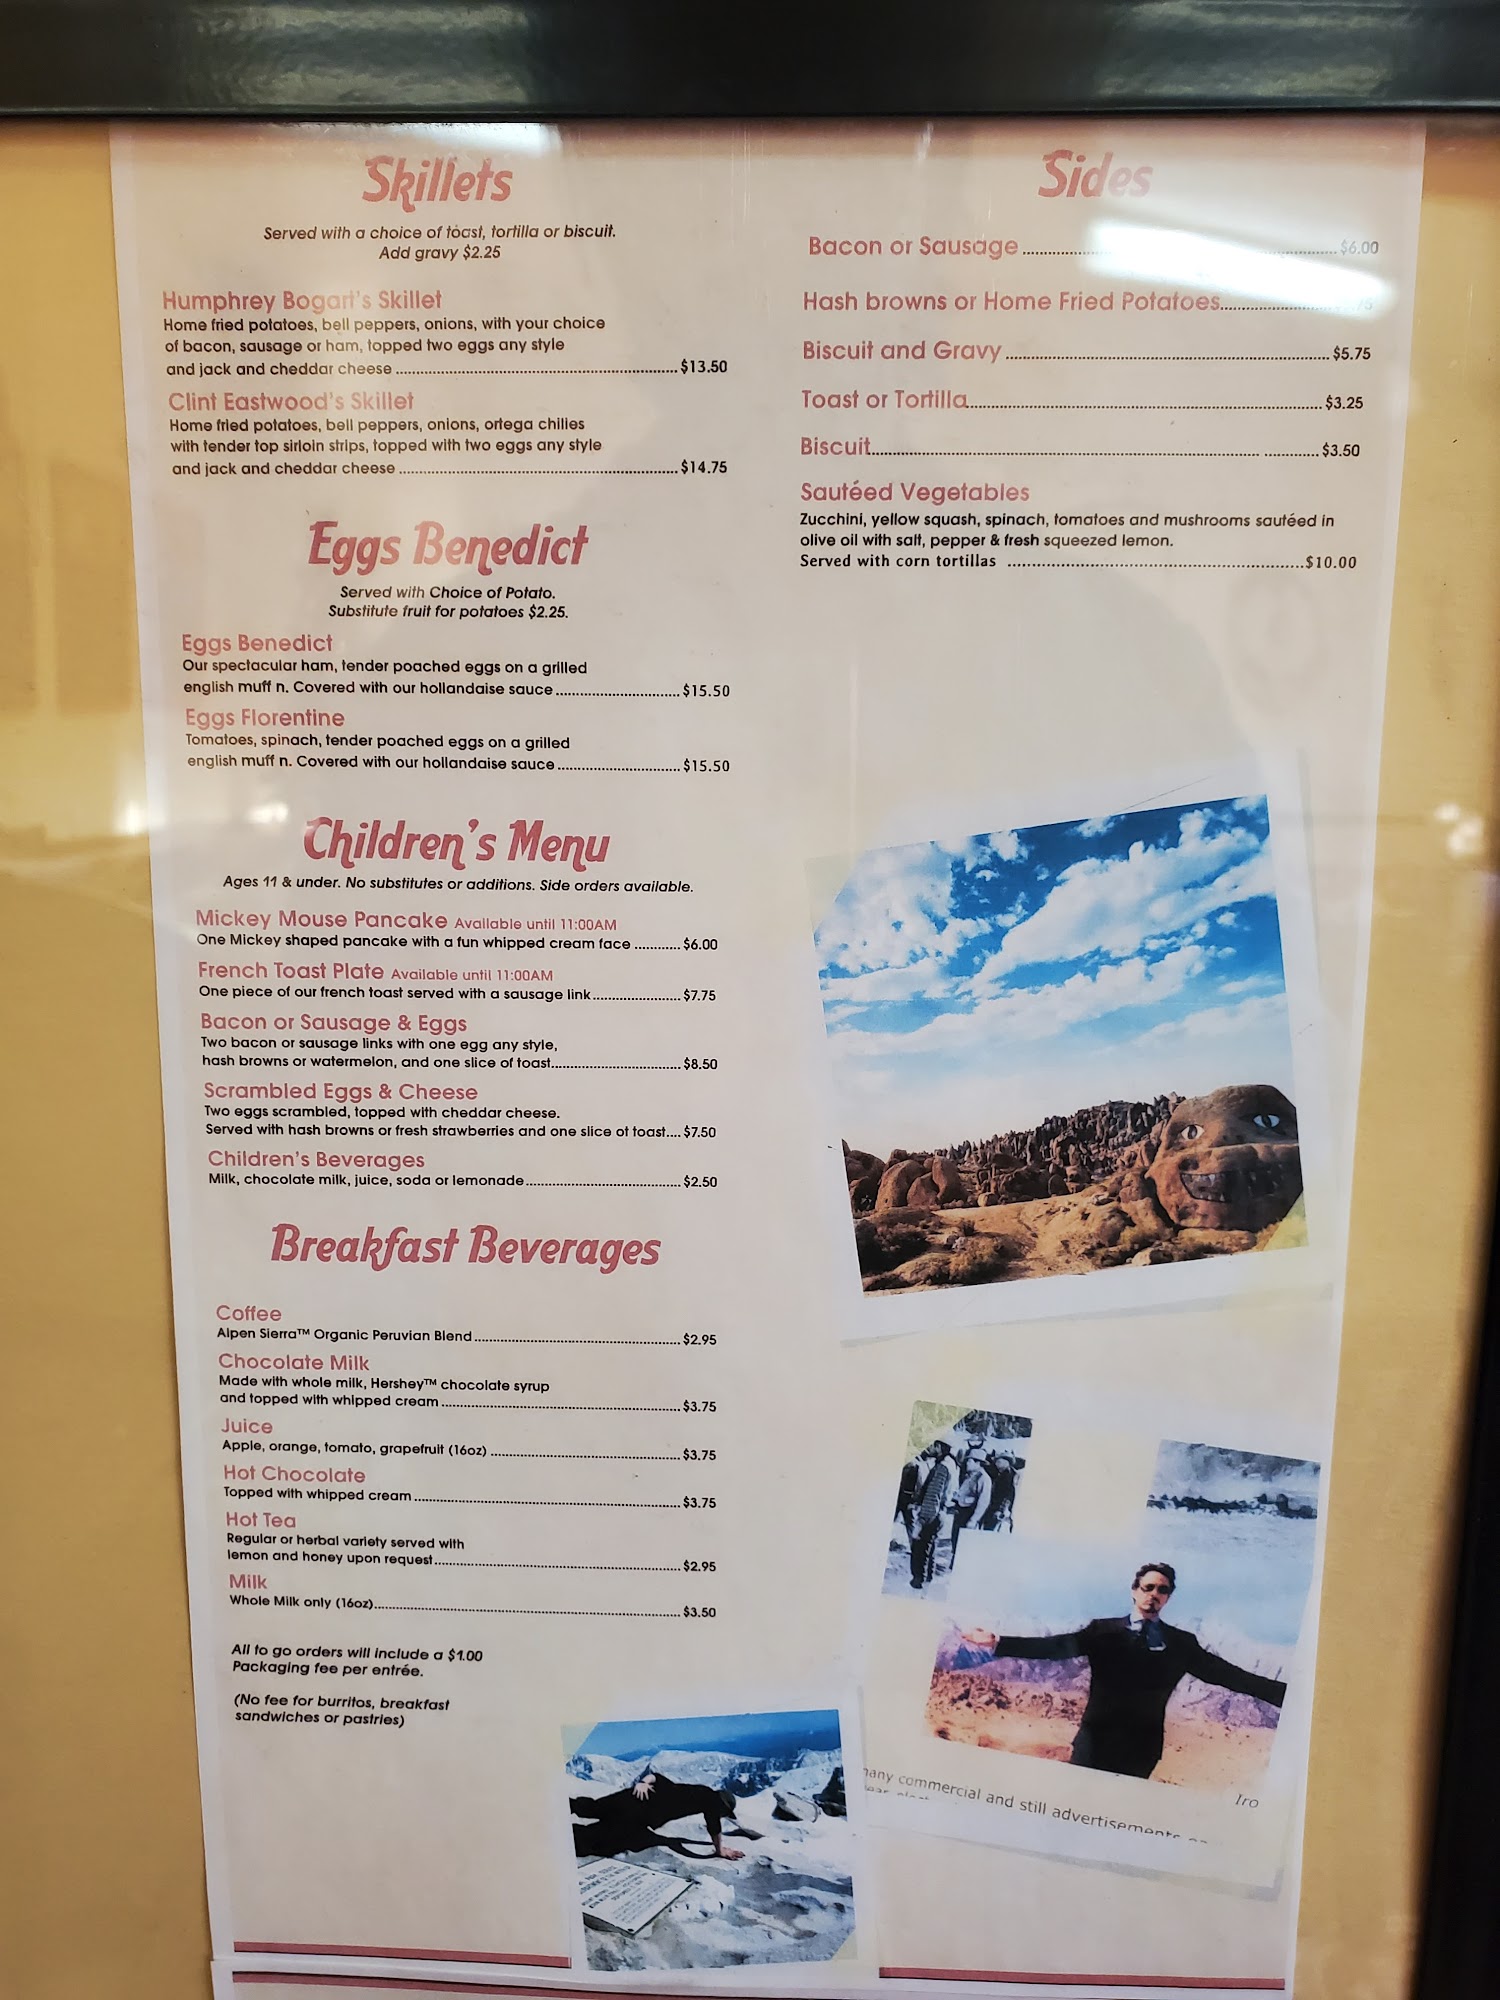 Skillets
Served with a choice of toast, tortilla or biscuit.
Add gravy $2.25
Humphrey Bogart's Skillet
Home fried potatoes, bell peppers, onions, with your choice
of bacon, sausage or ham, topped two eggs any style
and jack and cheddar cheese ........ $13.50
Clint Eastwood's Skillet
Home fried potatoes, bell peppers, onions, ortega chilies
with tender top sirloin strips, topped with two eggs any style
and jack and cheddar cheese ........ $14.75
Eggs Benedict
Served with Choice of Potato.
Substitute fruit for potatoes $2.25.
Eggs Benedict
Our spectacular ham, tender poached eggs on a grilled
english muff n. Covered with our hollandaise sauce ........ $15.50
Eggs Florentine
Tomatoes, spinach, tender poached eggs on a grilled
english muff n. Covered with our hollandaise sauce ........ $15.50
Children's Menu
Ages 11 & under. No substitutes or additions. Side orders available.
Mickey Mouse Pancake Available until 11:00AM
One Mickey shaped pancake with a fun whipped cream face ........ $6.00
French Toast Plate Available until 11:00AM
One piece of our french toast served with a sausage link ........ $7.75
Bacon or Sausage & Eggs
Two bacon or sausage links with one egg any style,
hash browns or watermelon, and one slice of toast ........ $8.50
Scrambled Eggs & Cheese
Two eggs scrambled, topped with cheddar cheese.
Served with hash browns or fresh strawberries and one slice of toast .... $7.50
Children's Beverages
Milk, chocolate milk, juice, soda or lemonade ........ $2.50
Breakfast Beverages
Coffee
Alpen Sierra™ Organic Peruvian Blend ........ $2.95
Chocolate Milk
Made with whole milk, Hershey™ chocolate syrup
and topped with whipped cream ........ $3.75
Juice
Apple, orange, tomato, grapefruit (16oz) ........ $3.75
Hot Chocolate
Topped with whipped cream ........ $3.75
Hot Tea
Regular or herbal variety served with
lemon and honey upon request ........ $2.95
Milk
Whole Milk only (16oz) ........ $3.50
All to go orders will include a $1.00
Packaging fee per entrée.
(No fee for burritos, breakfast
sandwiches or pastries)
Sides
Bacon or Sausage ........ $6.00
Hash browns or Home Fried Potatoes ........
Biscuit and Gravy ........ $5.75
Toast or Tortilla ........ $3.25
Biscuit ........ $3.50
Sautéed Vegetables
Zucchini, yellow squash, spinach, tomatoes and mushrooms sautéed in
olive oil with salt, pepper & fresh squeezed lemon.
Served with corn tortillas ........ $10.00
many commercial and still advertisements
Iro